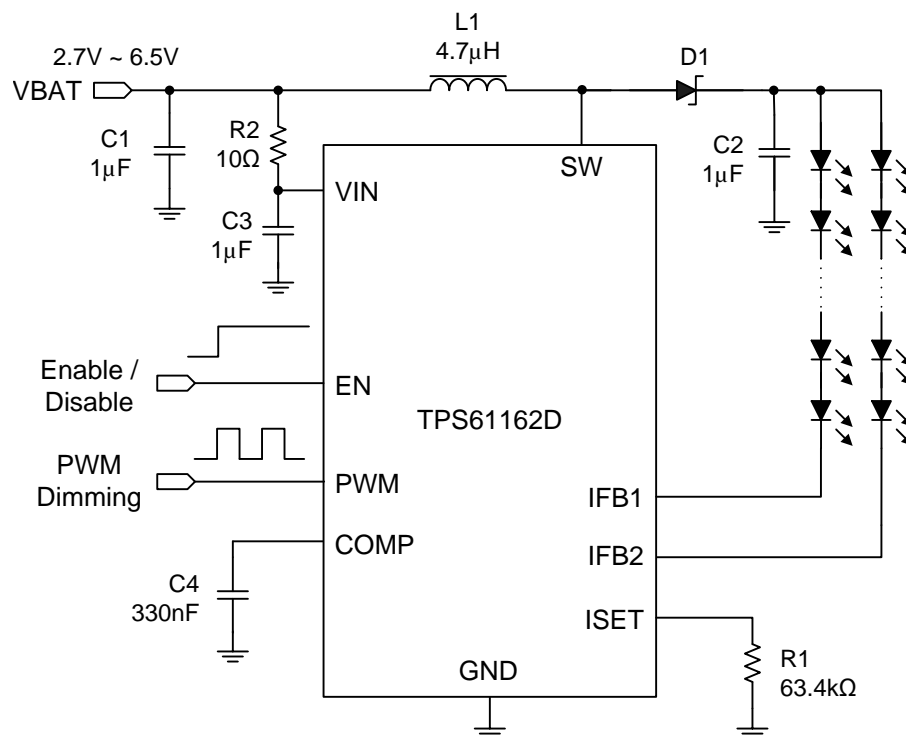 2.7V ~ 6.5V
VBAT
L1
4.7μH
D1
C1
1μF
R2
10Ω
C2
1μF
SW
VIN
C3
1μF
Enable /
Disable
EN
TPS61162D
PWM
Dimming
PWM
IFB1
COMP
IFB2
C4
330nF
ISET
R1
63.4kΩ
GND